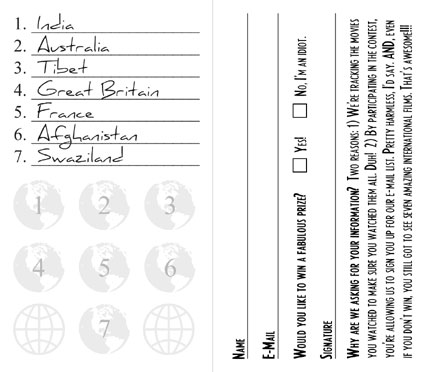 1. India
2. Australia
3. Tibet
4. Great Britain
5. France
6. Afghanistan
7. Swaziland
1 2 3
4 5 6
7
NAME
E-MAIL
WOULD YOU LIKE TO WIN A FABULOUS PRIZE? YES! NO, I'M AN IDIOT.
SIGNATURE
WHY ARE WE ASKING FOR YOUR INFORMATION? TWO REASONS: 1) WE'RE TRACKING THE MOVIES
YOU WATCHED TO MAKE SURE YOU WATCHED THEM ALL. DUH! 2) BY PARTICIPATING IN THE CONTEST,
YOU'RE ALLOWING US TO SIGN YOU UP FOR OUR E-MAIL LIST. PRETTY HARMLESS, I'D SAY. AND, EVEN
IF YOU DON'T WIN, YOU STILL GOT TO SEE SEVEN AMAZING INTERNATIONAL FILMS. THAT'S AWESOME!!!